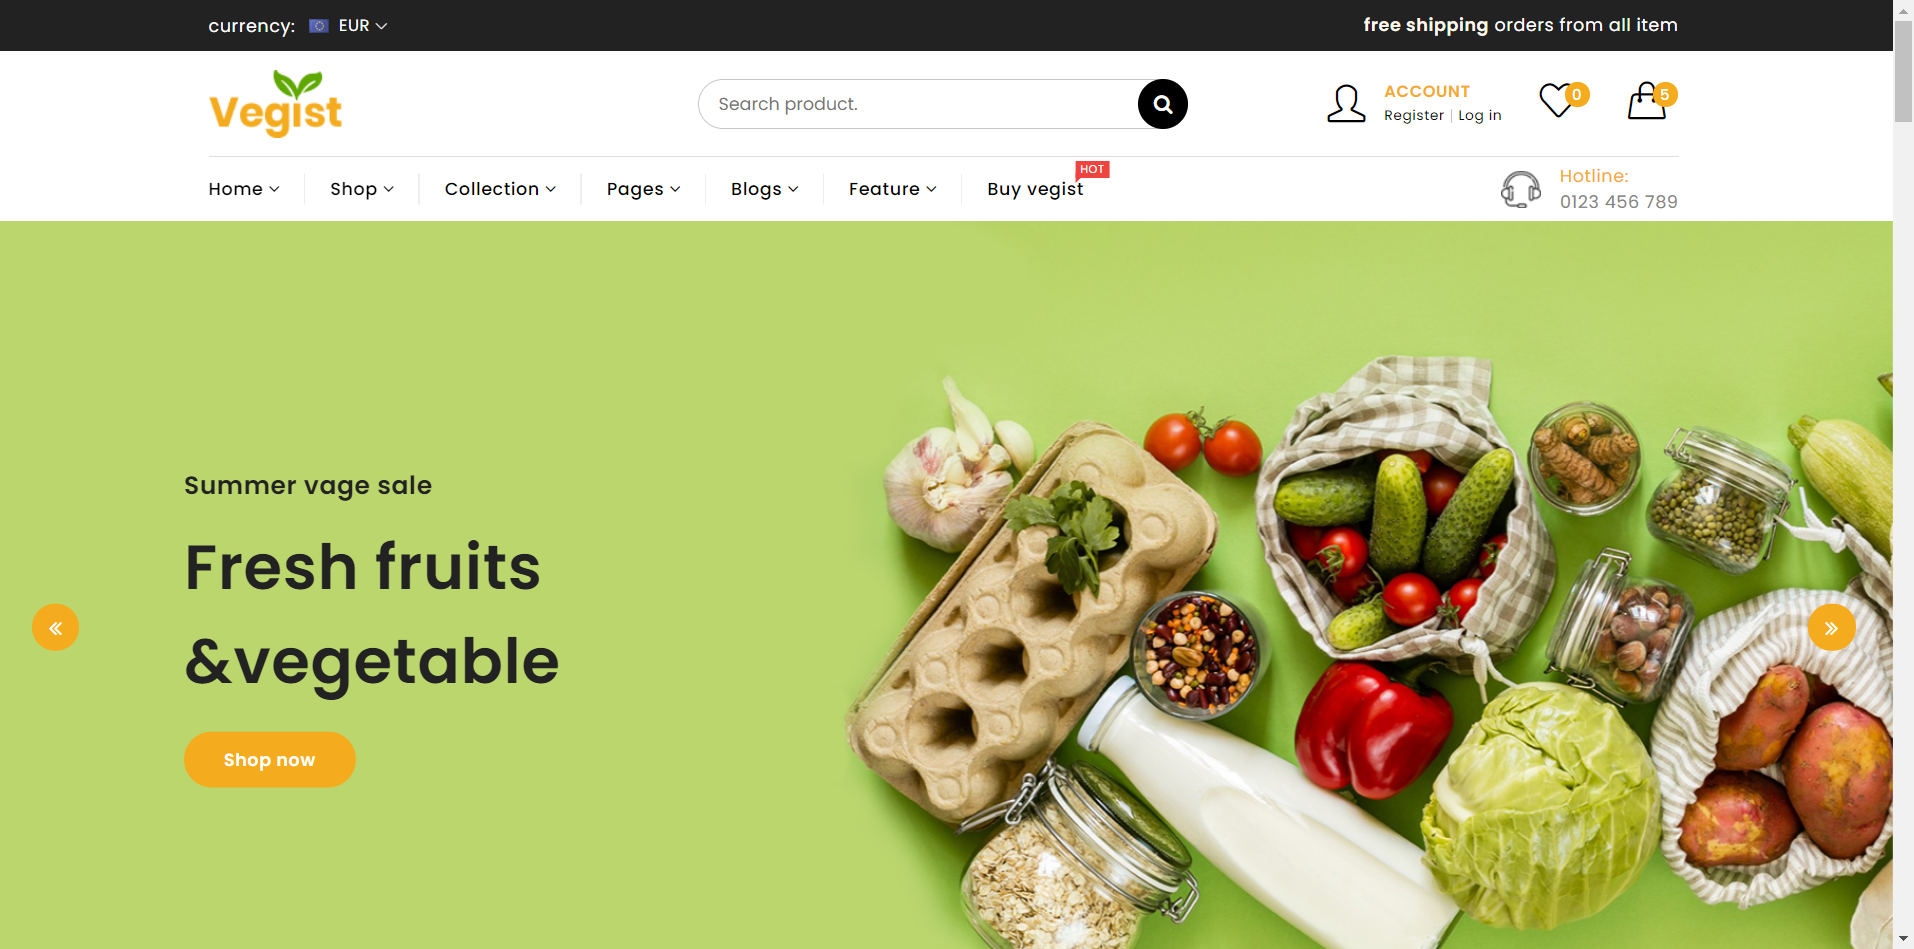 currency: EUR
free shipping orders from all item
Vegist
Search product.
ACCOUNT
Register | Log in
0
5
Home
Shop
Collection
Pages
Blogs
Feature
Buy vegist
HOT
Hotline:
0123 456 789
Summer vage sale
Fresh fruits
&vegetable
Shop now